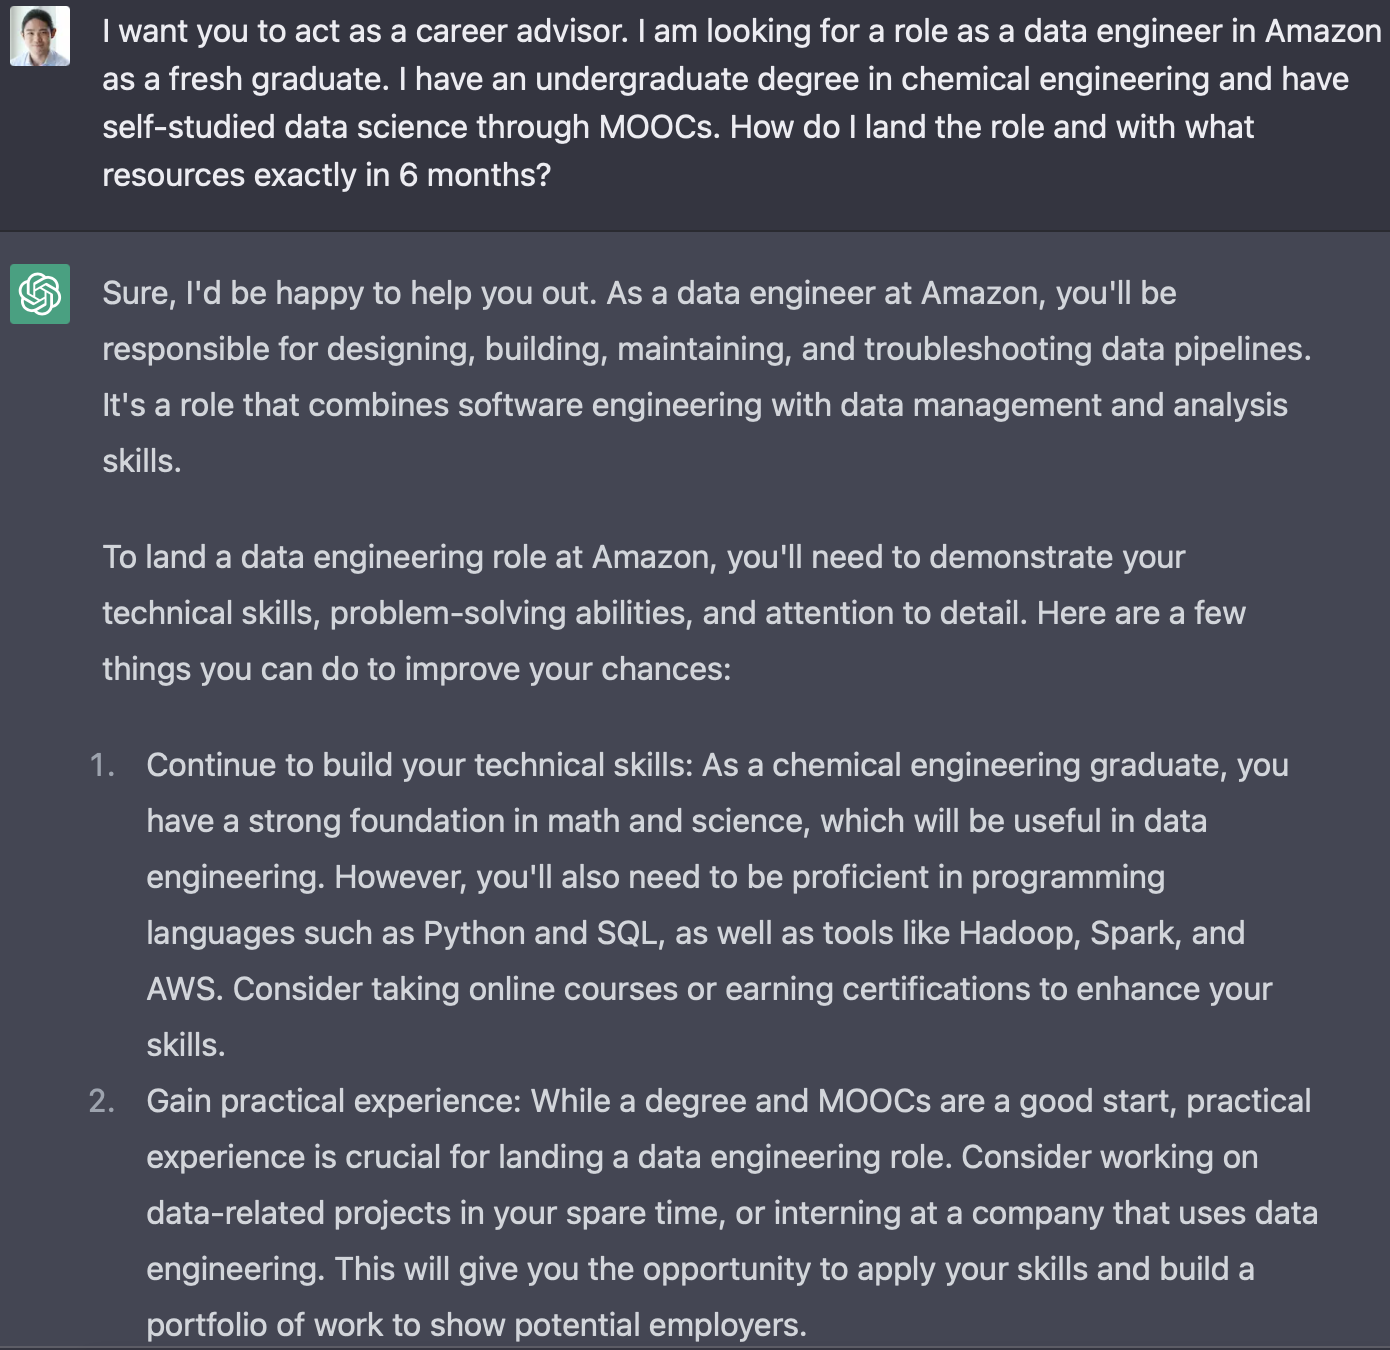 I want you to act as a career advisor. I am looking for a role as a data engineer in Amazon
as a fresh graduate. I have an undergraduate degree in chemical engineering and have
self-studied data science through MOOCs. How do I land the role and with what
resources exactly in 6 months?
Sure, I'd be happy to help you out. As a data engineer at Amazon, you'll be
responsible for designing, building, maintaining, and troubleshooting data pipelines.
It's a role that combines software engineering with data management and analysis
skills.
To land a data engineering role at Amazon, you'll need to demonstrate your
technical skills, problem-solving abilities, and attention to detail. Here are a few
things you can do to improve your chances:
1. Continue to build your technical skills: As a chemical engineering graduate, you
have a strong foundation in math and science, which will be useful in data
engineering. However, you'll also need to be proficient in programming
languages such as Python and SQL, as well as tools like Hadoop, Spark, and
AWS. Consider taking online courses or earning certifications to enhance your
skills.
2. Gain practical experience: While a degree and MOOCs are a good start, practical
experience is crucial for landing a data engineering role. Consider working on
data-related projects in your spare time, or interning at a company that uses data
engineering. This will give you the opportunity to apply your skills and build a
portfolio of work to show potential employers.